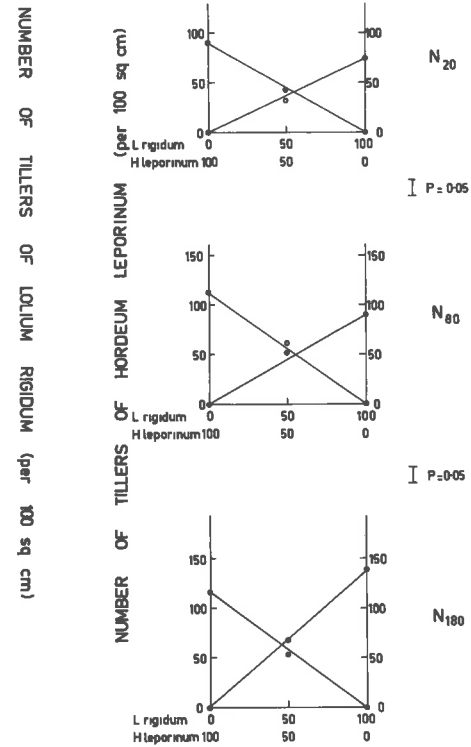 NUMBER OF TILLERS OF LOLIUM RIGIDUM (per 100 sq cm)
NUMBER OF TILLERS OF HORDEUM LEPORINUM (per 100 sq cm)
100 100
50 50
0 0
N20
0 50 100
L rigidum
H leporinum 100 50 0
P = 0·05
150 150
100 100
50 50
0 0
N80
L rigidum 0 50 100
H leporinum 100 50 0
P = 0·05
150 150
100 100
50 50
0 0
N180
L rigidum 0 50 100
H leporinum 100 50 0